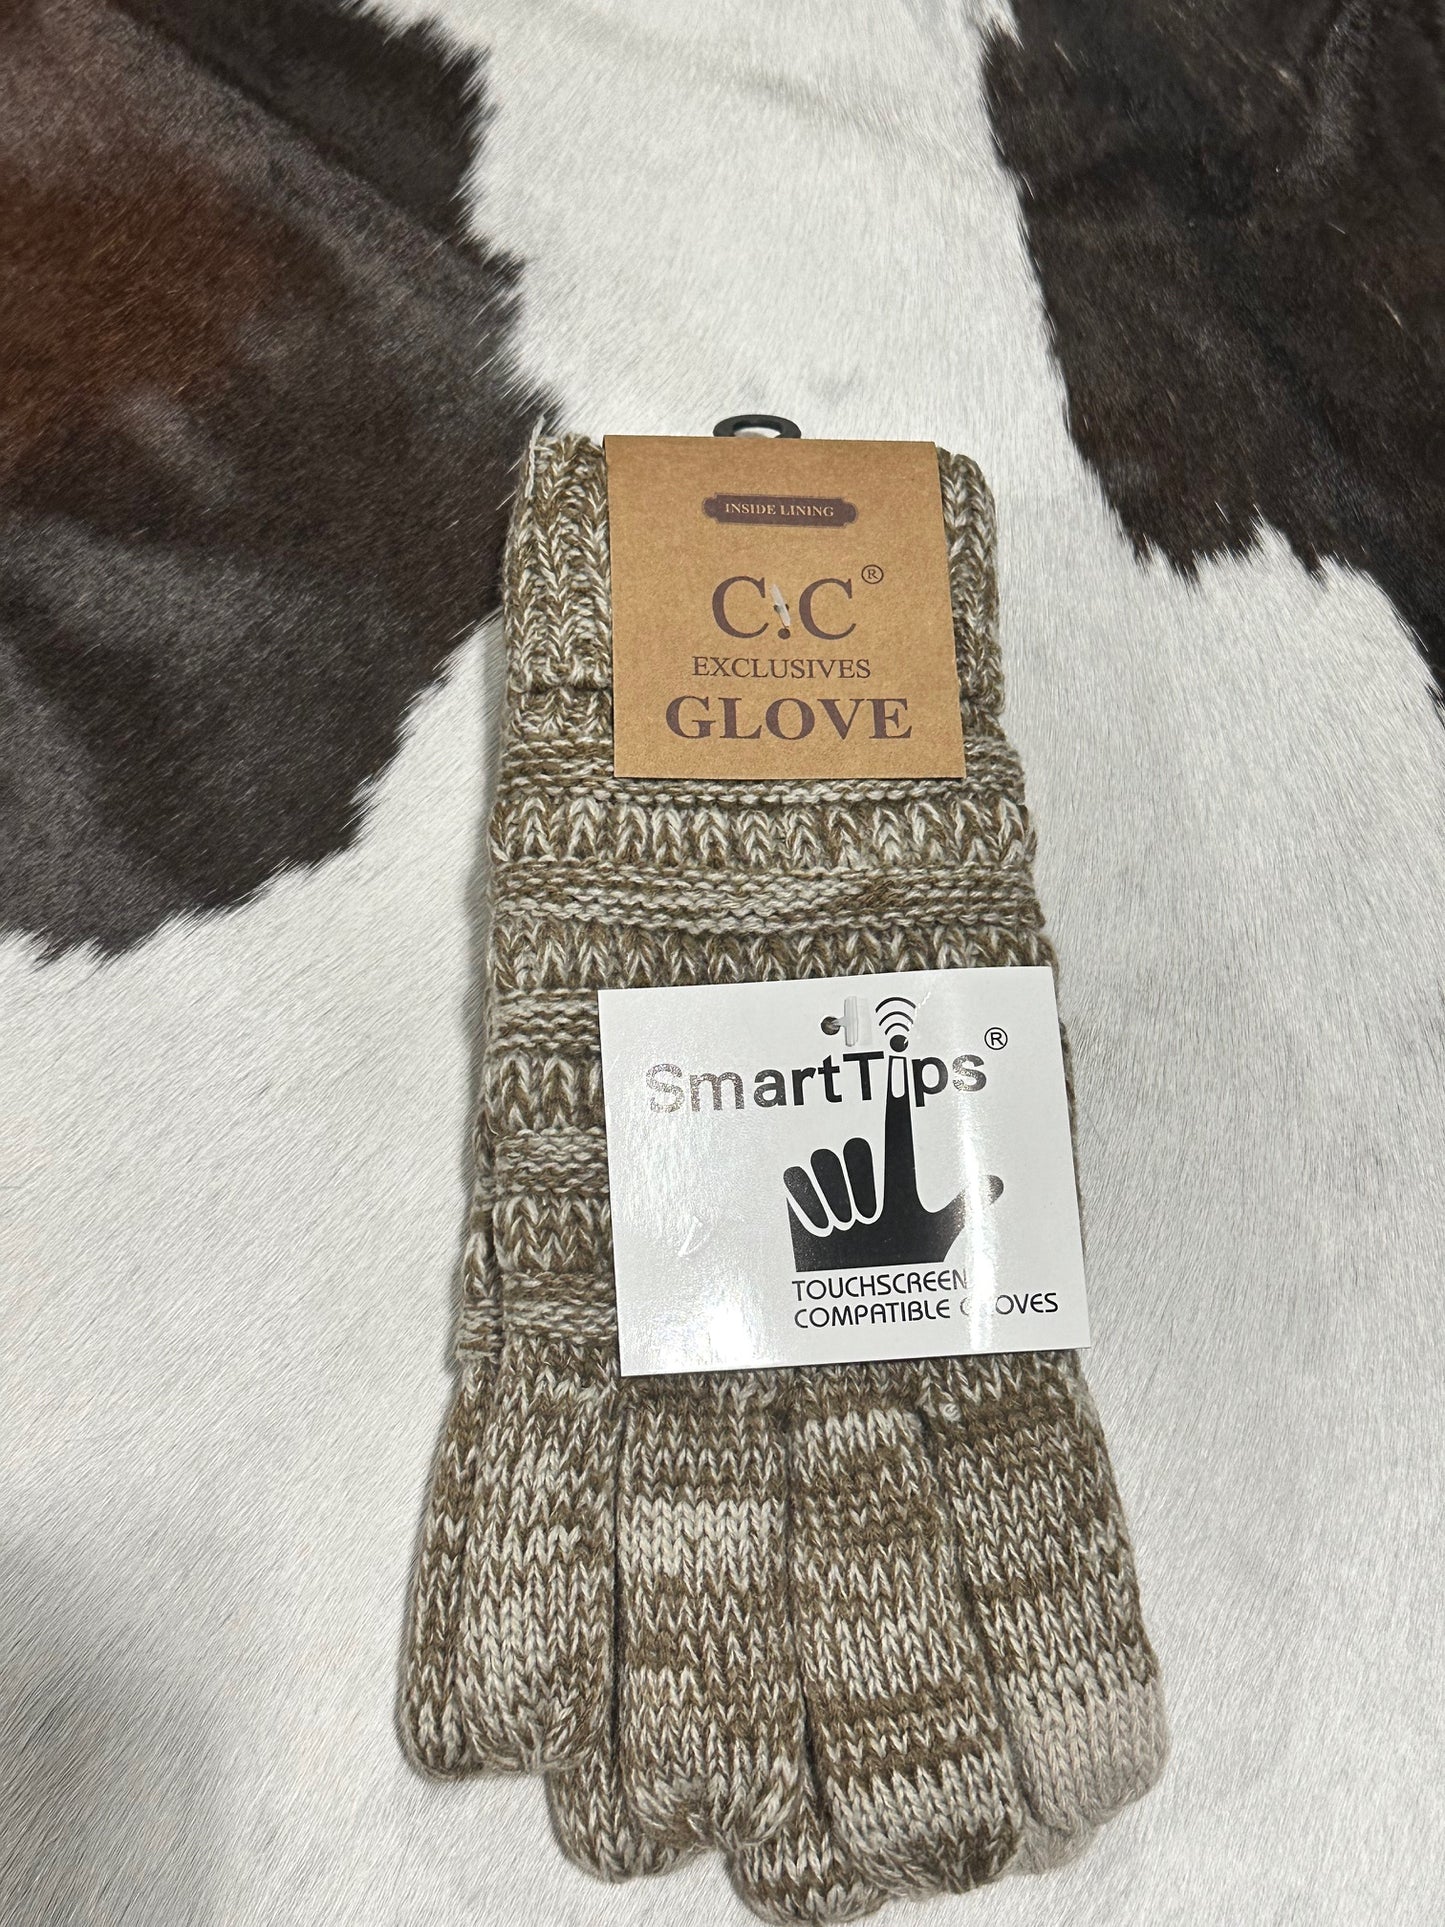 INSIDE LINING
C.C®
EXCLUSIVES
GLOVE
SmartTips®
TOUCHSCREEN
COMPATIBLE GLOVES